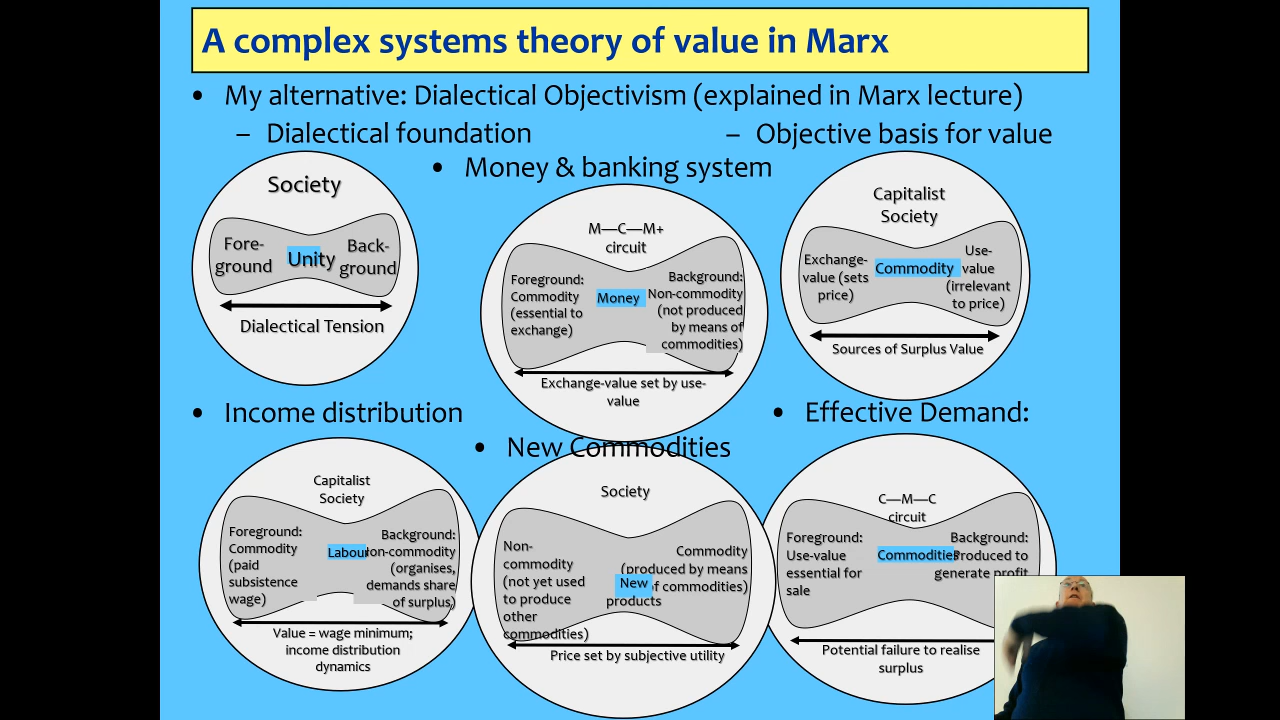 A complex systems theory of value in Marx
• My alternative: Dialectical Objectivism (explained in Marx lecture)
– Dialectical foundation
– Objective basis for value
• Money & banking system
Society
Fore-
ground
Unity
Back-
ground
Dialectical Tension
M—C—M+
circuit
Foreground:
Commodity
(essential to
exchange)
Money
Background:
Non-commodity
(not produced
by means of
commodities)
Exchange-value set by use-
value
Capitalist
Society
Exchange-
value (sets
price)
Commodity
Use-
value
(irrelevant
to price)
Sources of Surplus Value
• Income distribution
• Effective Demand:
• New Commodities
Capitalist
Society
Foreground:
Commodity
(paid
subsistence
wage)
Labour
Background:
on-commodity
(organises,
demands share
of surplus)
Value = wage minimum;
income distribution
dynamics
Society
Non-
commodity
(not yet used
to produce
other
commodities)
New
products
Commodity
(produced by means
of commodities)
Price set by subjective utility
C—M—C
circuit
Foreground:
Use-value
essential for
sale
Commodities
Background:
Produced to
generate profit
Potential failure to realise
surplus